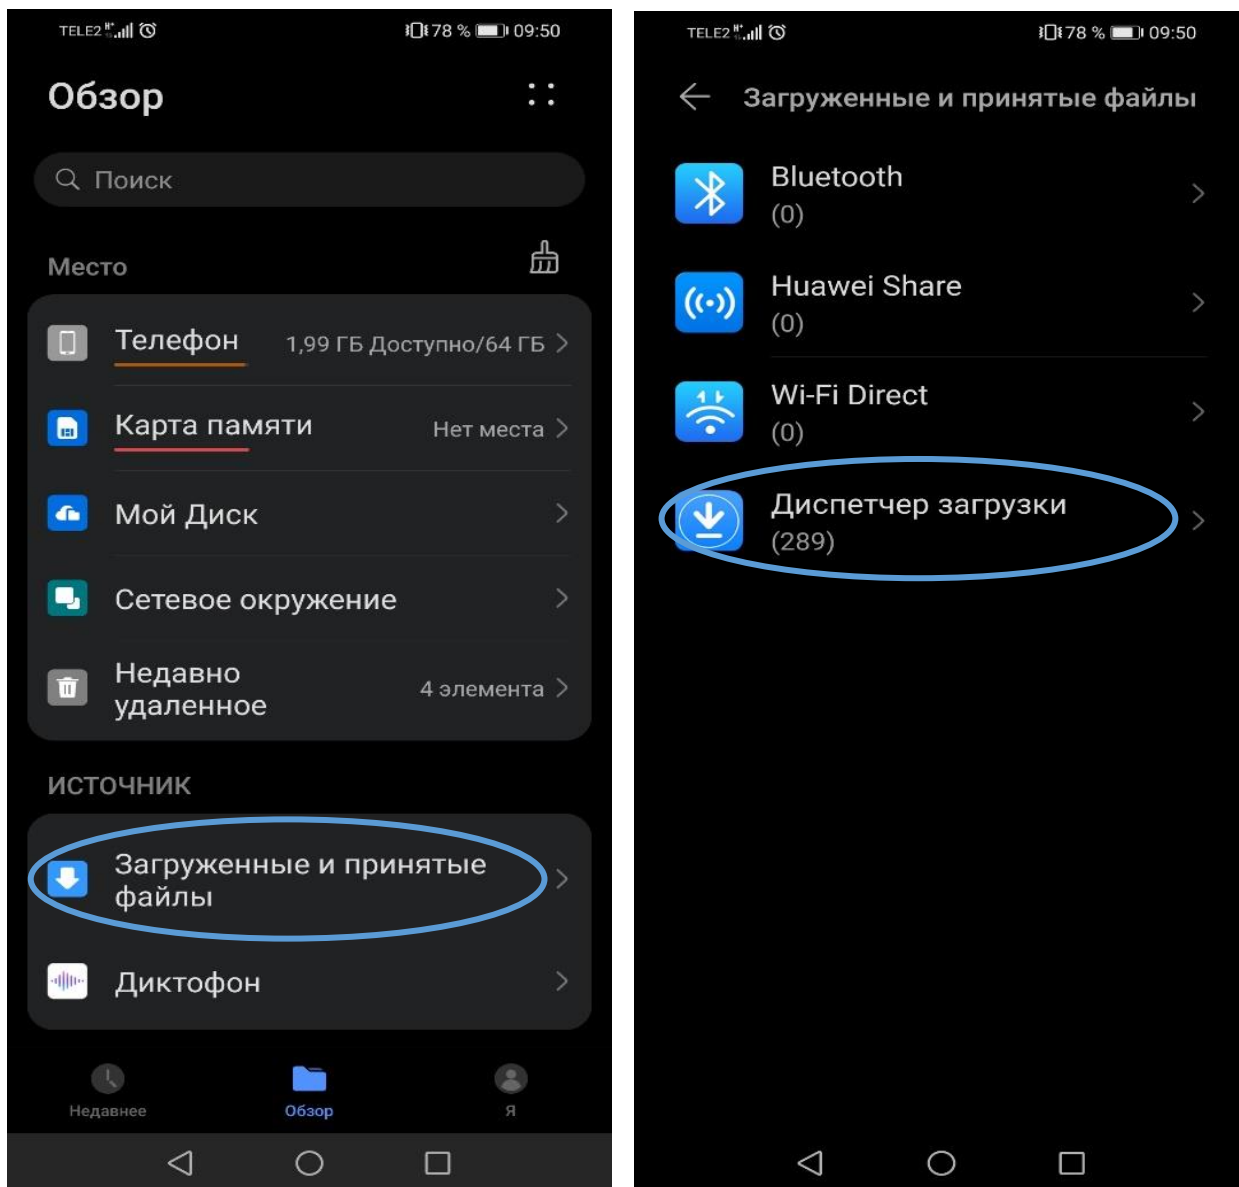 TELE2 78 % 09:50
Обзор
Поиск
Место
Телефон 1,99 ГБ Доступно/64 ГБ
Карта памяти Нет места
Мой Диск
Сетевое окружение
Недавно
удаленное 4 элемента
ИСТОЧНИК
Загруженные и принятые
файлы
Диктофон
Недавнее Обзор Я
TELE2 78 % 09:50
Загруженные и принятые файлы
Bluetooth
(0)
Huawei Share
(0)
Wi-Fi Direct
(0)
Диспетчер загрузки
(289)